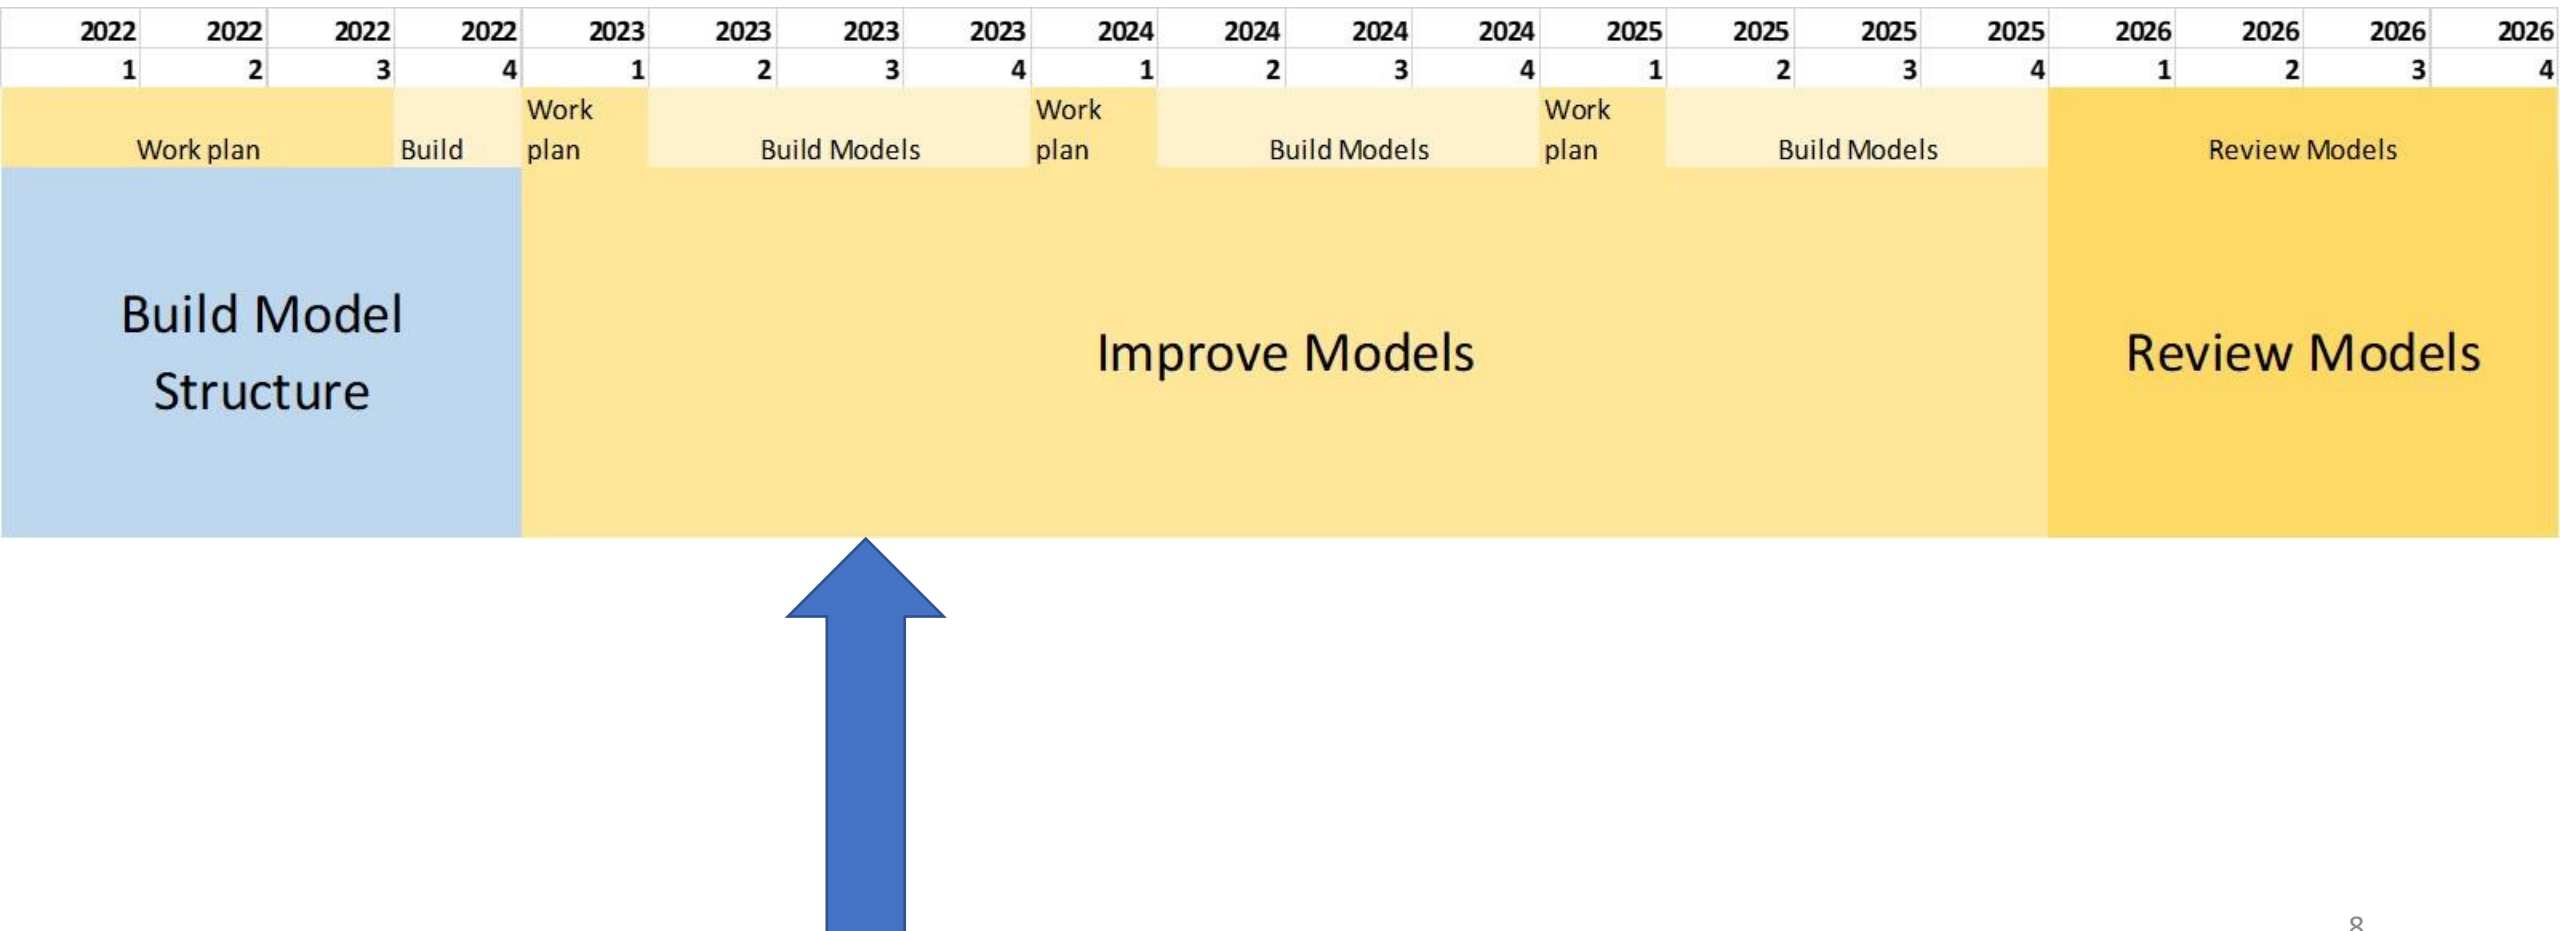 2022 2022 2022 2022 2023 2023 2023 2023 2024 2024 2024 2024 2025 2025 2025 2025 2026 2026 2026 2026
1 2 3 4 1 2 3 4 1 2 3 4 1 2 3 4 1 2 3 4
Work plan Build Work plan Build Models Work plan Build Models Work plan Build Models Review Models
Build Model
Structure
Improve Models
Review Models
8